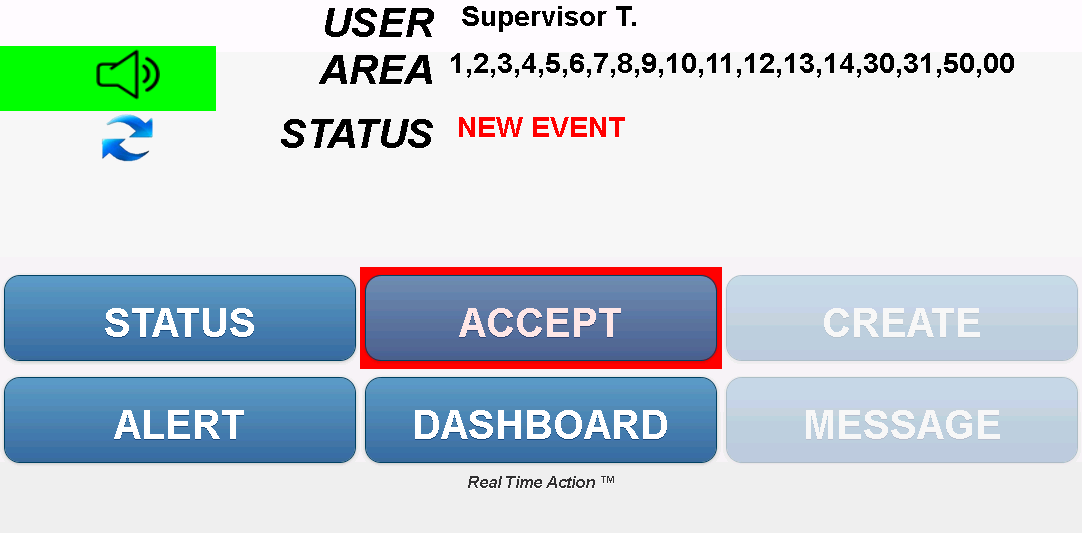 USER Supervisor T.
AREA 1,2,3,4,5,6,7,8,9,10,11,12,13,14,30,31,50,00
STATUS NEW EVENT
STATUS ACCEPT CREATE
ALERT DASHBOARD MESSAGE
Real Time Action ™